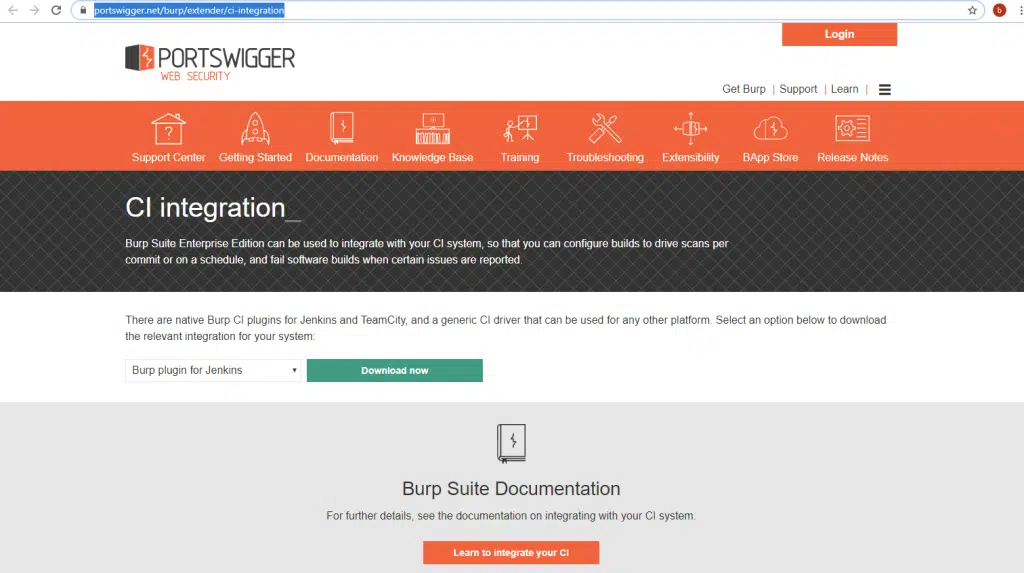 portswigger.net/burp/extender/ci-integration
b
Login
PORTSWIGGER
WEB SECURITY
Get Burp | Support | Learn |
?
Support Center Getting Started Documentation Knowledge Base Training Troubleshooting Extensibility BApp Store Release Notes
CI integration_
Burp Suite Enterprise Edition can be used to integrate with your CI system, so that you can configure builds to drive scans per
commit or on a schedule, and fail software builds when certain issues are reported.
There are native Burp CI plugins for Jenkins and TeamCity, and a generic CI driver that can be used for any other platform. Select an option below to download
the relevant integration for your system:
Burp plugin for Jenkins
Download now
Burp Suite Documentation
For further details, see the documentation on integrating with your CI system.
Learn to integrate your CI